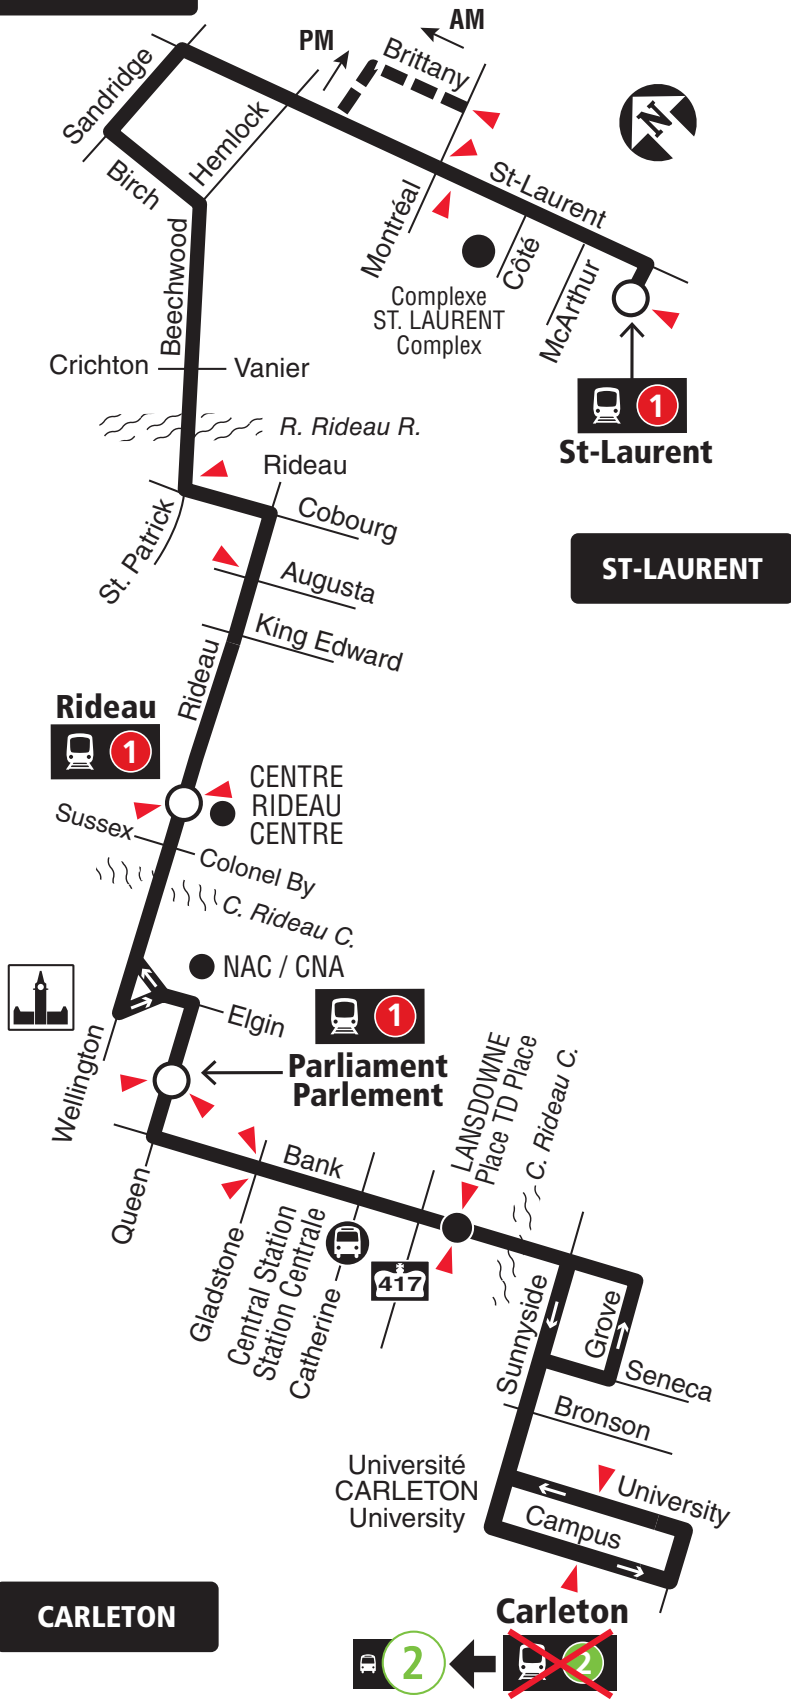 AM
PM
Brittany
Sandridge
Hemlock
Birch
N
St-Laurent
Montréal
Côté
McArthur
Beechwood
Complexe
ST. LAURENT
Complex
Crichton
Vanier
1
St-Laurent
R. Rideau R.
Rideau
Cobourg
St. Patrick
ST-LAURENT
Augusta
King Edward
Rideau
Rideau
1
CENTRE
RIDEAU
CENTRE
Sussex
Colonel By
C. Rideau C.
NAC / CNA
Elgin
1
Parliament
Parlement
Wellington
LANSDOWNE
Place TD Place
C. Rideau C.
Queen
Bank
Gladstone
Central Station
Station Centrale
Catherine
417
Sunnyside
Grove
Seneca
Bronson
Université
CARLETON
University
University
Campus
CARLETON
Carleton
2
2